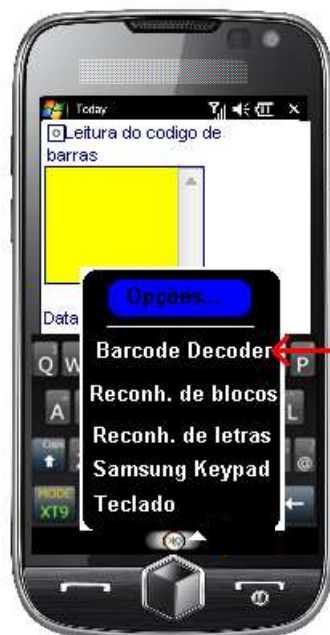 Today
Leitura do codigo de
barras
Data
Opções...
Barcode Decoder
Reconh. de blocos
Reconh. de letras
Samsung Keypad
Teclado
Q W P
A L
Caps
@
MODE
XT9